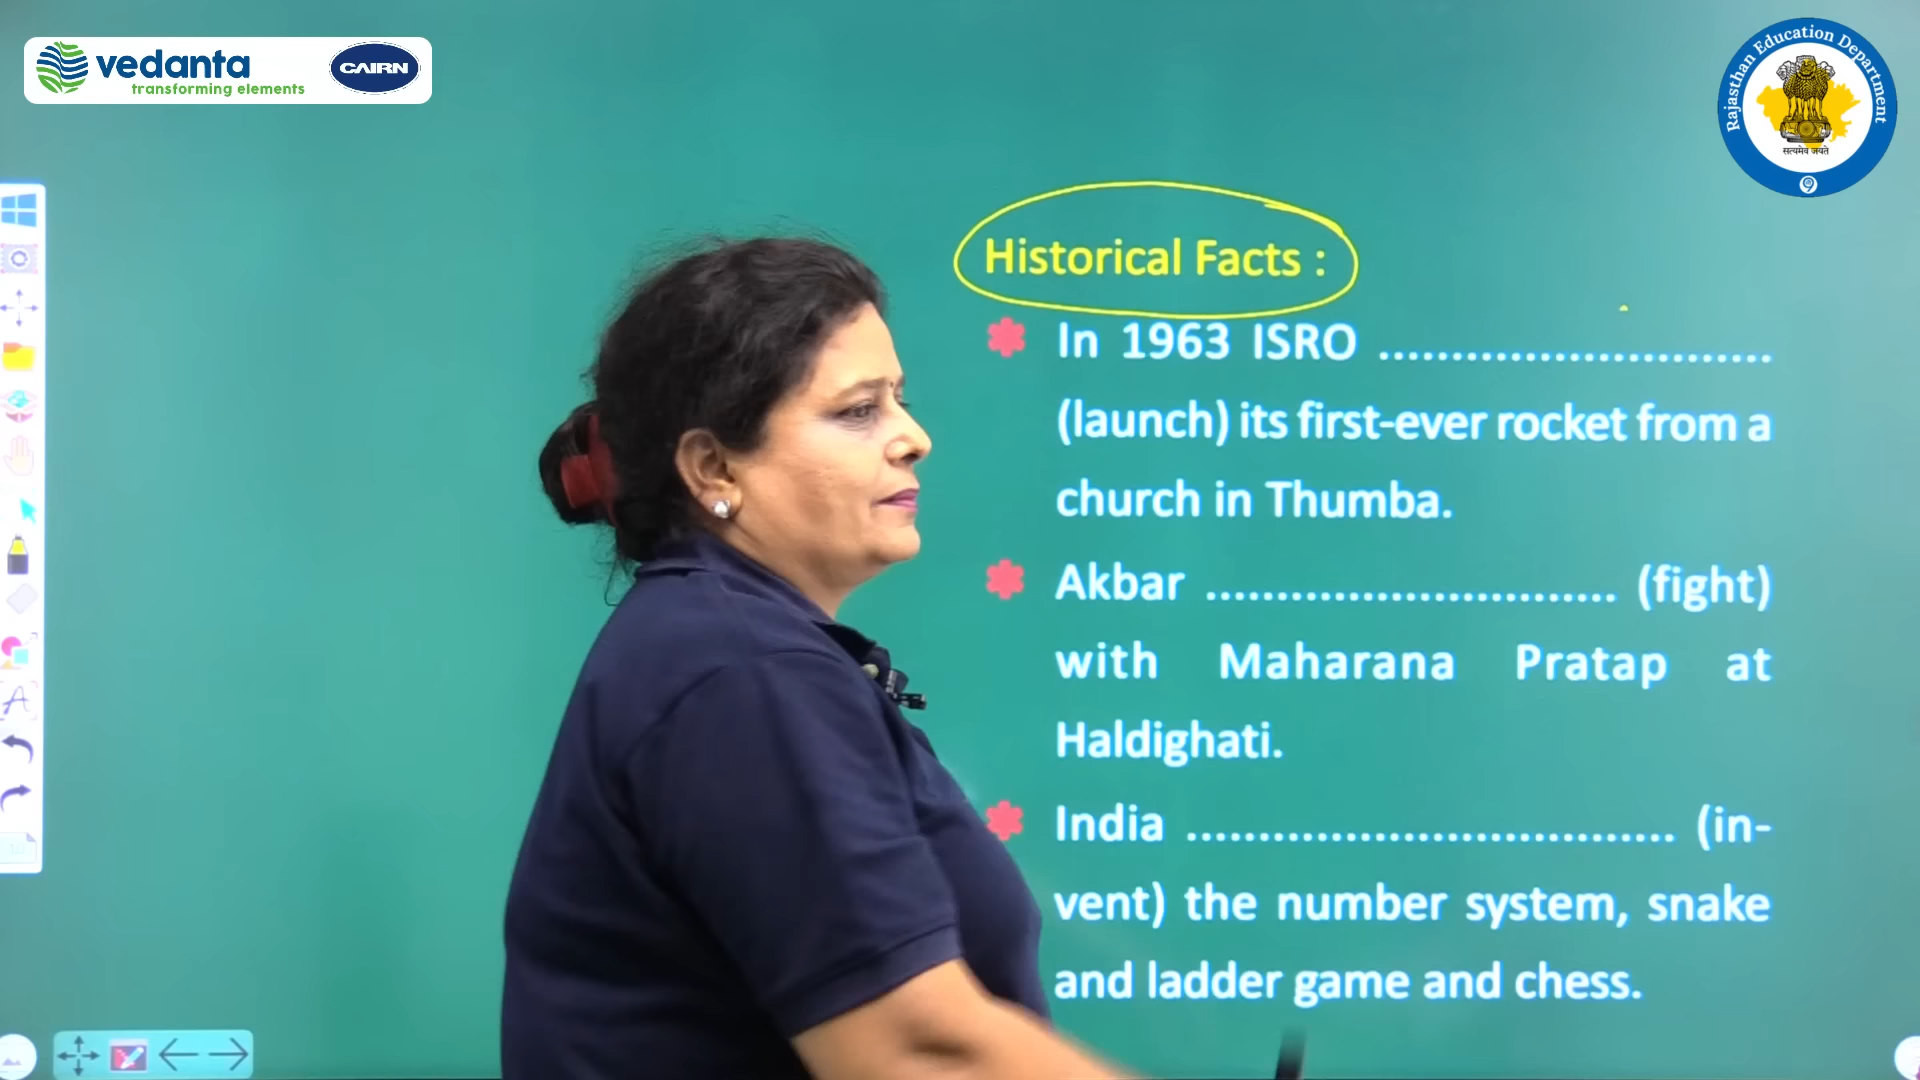 vedanta
transforming elements
CAIRN
Rajasthan Education Department
सत्यमेव जयते
Historical Facts :
In 1963 ISRO ...........................
(launch) its first-ever rocket from a
church in Thumba.
Akbar ............................. (fight)
with Maharana Pratap at
Haldighati.
India .................................. (in-
vent) the number system, snake
and ladder game and chess.